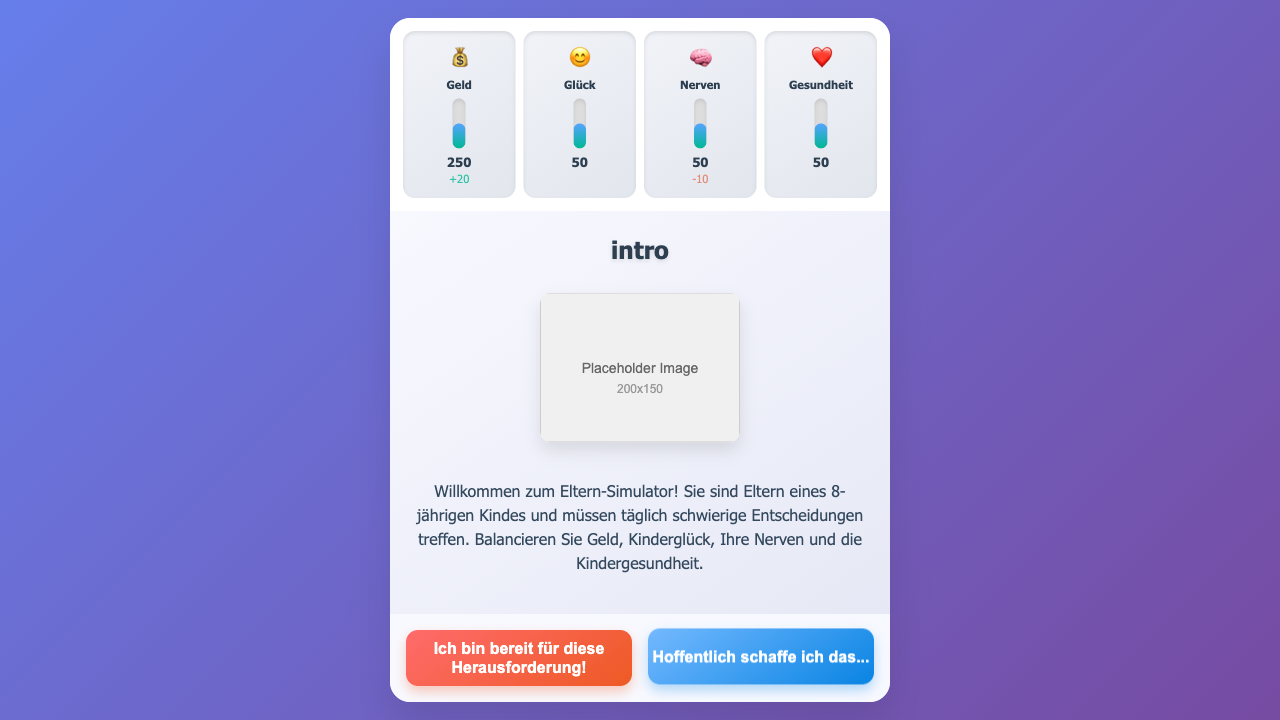 Geld
Glück
Nerven
Gesundheit
250
50
50
50
+20
-10
intro
Placeholder Image
200x150
Willkommen zum Eltern-Simulator! Sie sind Eltern eines 8-
jährigen Kindes und müssen täglich schwierige Entscheidungen
treffen. Balancieren Sie Geld, Kinderglück, Ihre Nerven und die
Kindergesundheit.
Ich bin bereit für diese
Herausforderung!
Hoffentlich schaffe ich das...